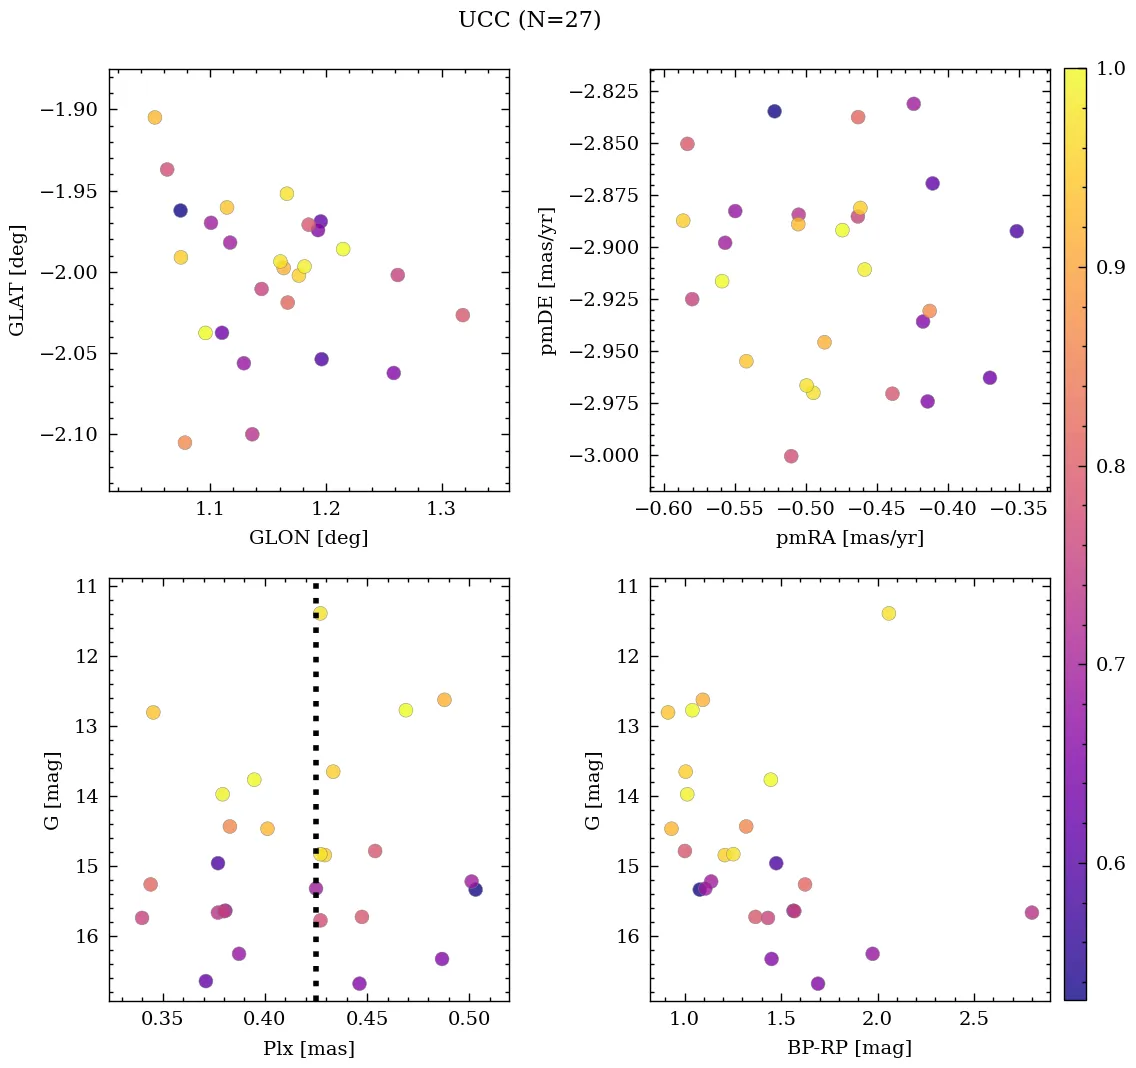 UCC (N=27)
−1.90
−1.95
−2.00
−2.05
−2.10
GLAT [deg]
1.1 1.2 1.3
GLON [deg]
−2.825
−2.850
−2.875
−2.900
−2.925
−2.950
−2.975
−3.000
pmDE [mas/yr]
−0.60 −0.55 −0.50 −0.45 −0.40 −0.35
pmRA [mas/yr]
11
12
13
14
15
16
G [mag]
0.35 0.40 0.45 0.50
Plx [mas]
11
12
13
14
15
16
G [mag]
1.0 1.5 2.0 2.5
BP-RP [mag]
1.0
0.9
0.8
0.7
0.6